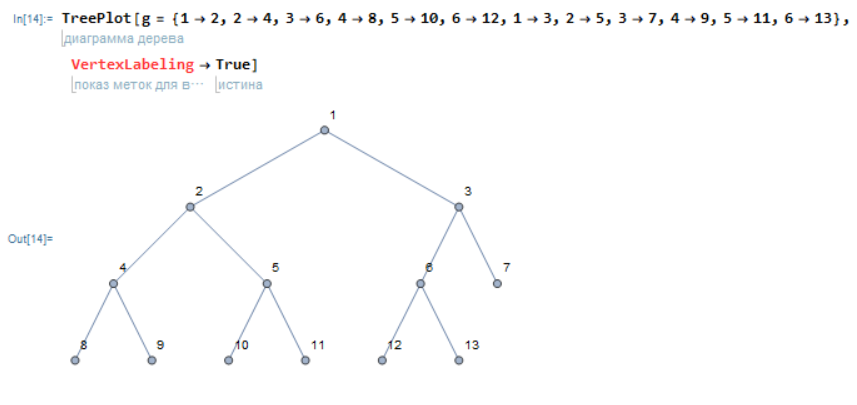 In[14]:= TreePlot[g = {1 → 2, 2 → 4, 3 → 6, 4 → 8, 5 → 10, 6 → 12, 1 → 3, 2 → 5, 3 → 7, 4 → 9, 5 → 11, 6 → 13},
диаграмма дерева
VertexLabeling → True]
показ меток для в⋯ истина
1
2 3
Out[14]=
4 5 6 7
8 9 10 11 12 13